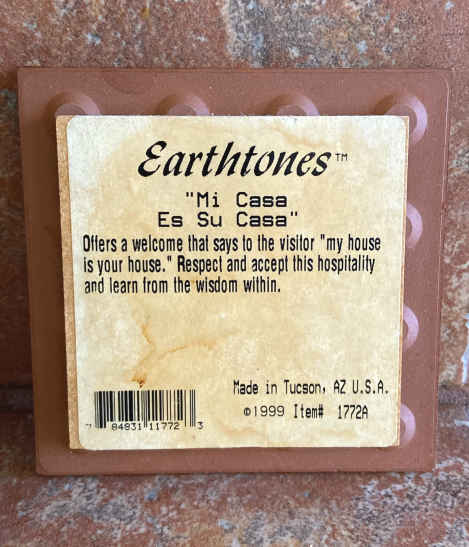 Earthtones™
"Mi Casa
Es Su Casa"
Offers a welcome that says to the visitor "my house
is your house." Respect and accept this hospitality
and learn from the wisdom within.
Made in Tucson, AZ U.S.A.
©1999 Item# 1772A
7 84831 11772 3